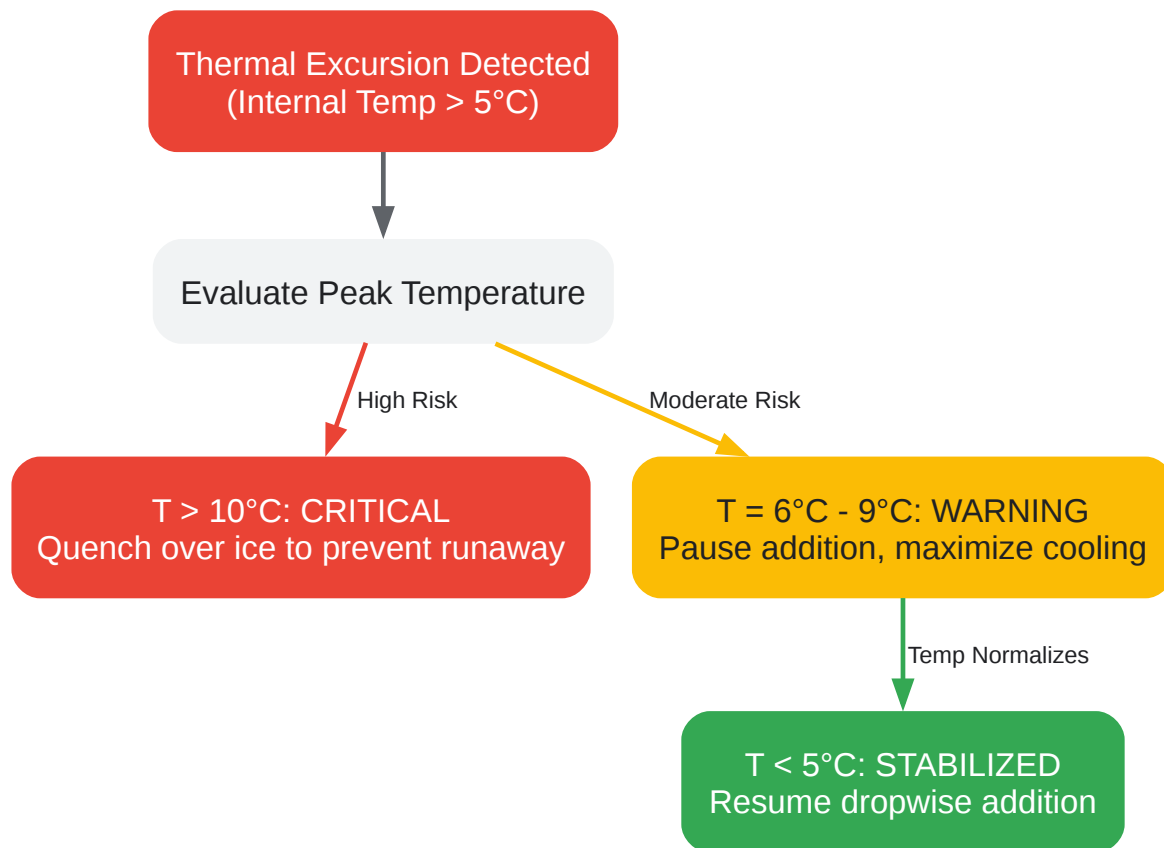 Thermal Excursion Detected
(Internal Temp > 5°C)
Evaluate Peak Temperature
High Risk
Moderate Risk
T > 10°C: CRITICAL
Quench over ice to prevent runaway
T = 6°C - 9°C: WARNING
Pause addition, maximize cooling
Temp Normalizes
T < 5°C: STABILIZED
Resume dropwise addition